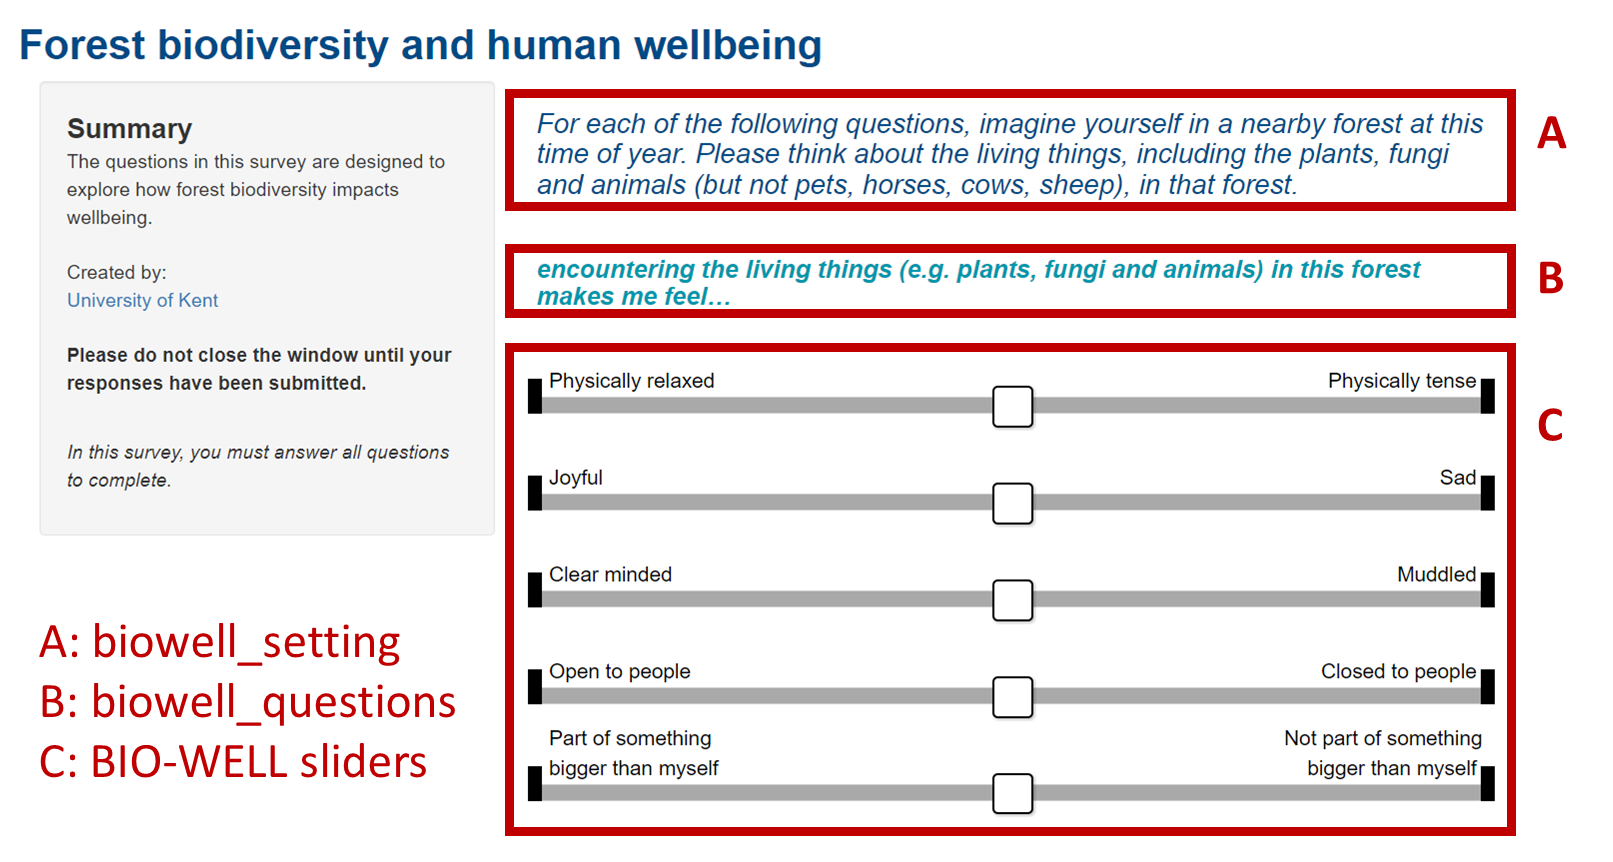 Forest biodiversity and human wellbeing
Summary
The questions in this survey are designed to
explore how forest biodiversity impacts
wellbeing.
Created by:
University of Kent
Please do not close the window until your
responses have been submitted.
In this survey, you must answer all questions
to complete.
For each of the following questions, imagine yourself in a nearby forest at this
time of year. Please think about the living things, including the plants, fungi
and animals (but not pets, horses, cows, sheep), in that forest.
A
encountering the living things (e.g. plants, fungi and animals) in this forest
makes me feel…
B
C
Physically relaxed Physically tense
Joyful Sad
Clear minded Muddled
Open to people Closed to people
Part of something Not part of something
bigger than myself bigger than myself
A: biowell_setting
B: biowell_questions
C: BIO-WELL sliders